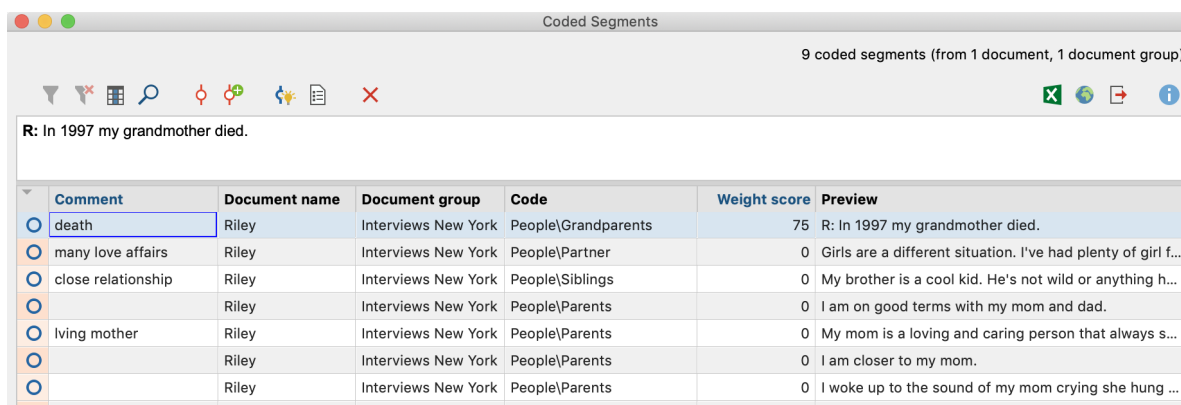 Coded Segments
9 coded segments (from 1 document, 1 document group)
R: In 1997 my grandmother died.
Comment Document name Document group Code Weight score Preview
death Riley Interviews New York People\Grandparents 75 R: In 1997 my grandmother died.
many love affairs Riley Interviews New York People\Partner 0 Girls are a different situation. I've had plenty of girl f...
close relationship Riley Interviews New York People\Siblings 0 My brother is a cool kid. He's not wild or anything h...
Riley Interviews New York People\Parents 0 I am on good terms with my mom and dad.
lving mother Riley Interviews New York People\Parents 0 My mom is a loving and caring person that always s...
Riley Interviews New York People\Parents 0 I am closer to my mom.
Riley Interviews New York People\Parents 0 I woke up to the sound of my mom crying she hung ...